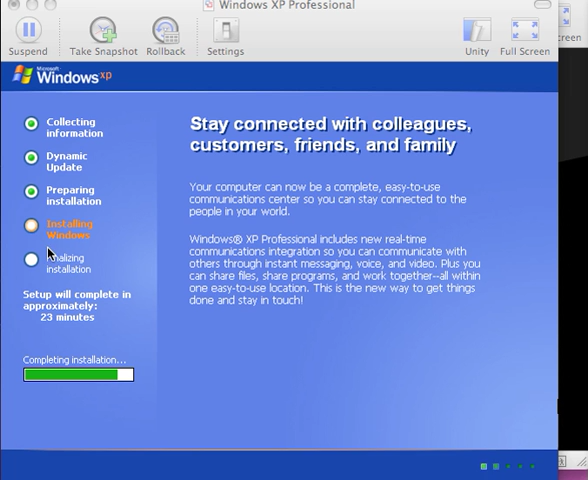 Windows XP Professional
Suspend
Take Snapshot
Rollback
Settings
Unity
Full Screen
Microsoft
Windows xp
Collecting
information
Dynamic
Update
Preparing
installation
Installing
Windows
installation
Setup will complete in
approximately:
23 minutes
Completing installation...
Stay connected with colleagues,
customers, friends, and family
Your computer can now be a complete, easy-to-use
communications center so you can stay connected to the
people in your world.
Windows® XP Professional includes new real-time
communications integration so you can communicate with
others through instant messaging, voice, and video. Plus you
can share files, share programs, and work together--all within
one easy-to-use location. This is the new way to get things
done and stay in touch!